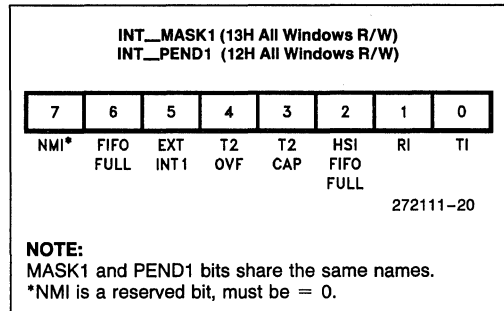 INT__MASK1 (13H All Windows R/W)
INT__PEND1 (12H All Windows R/W)
7 6 5 4 3 2 1 0
NMI* FIFO EXT T2 T2 HSI RI TI
FULL INT1 OVF CAP FIFO
FULL
272111-20
NOTE:
MASK1 and PEND1 bits share the same names.
*NMI is a reserved bit, must be = 0.